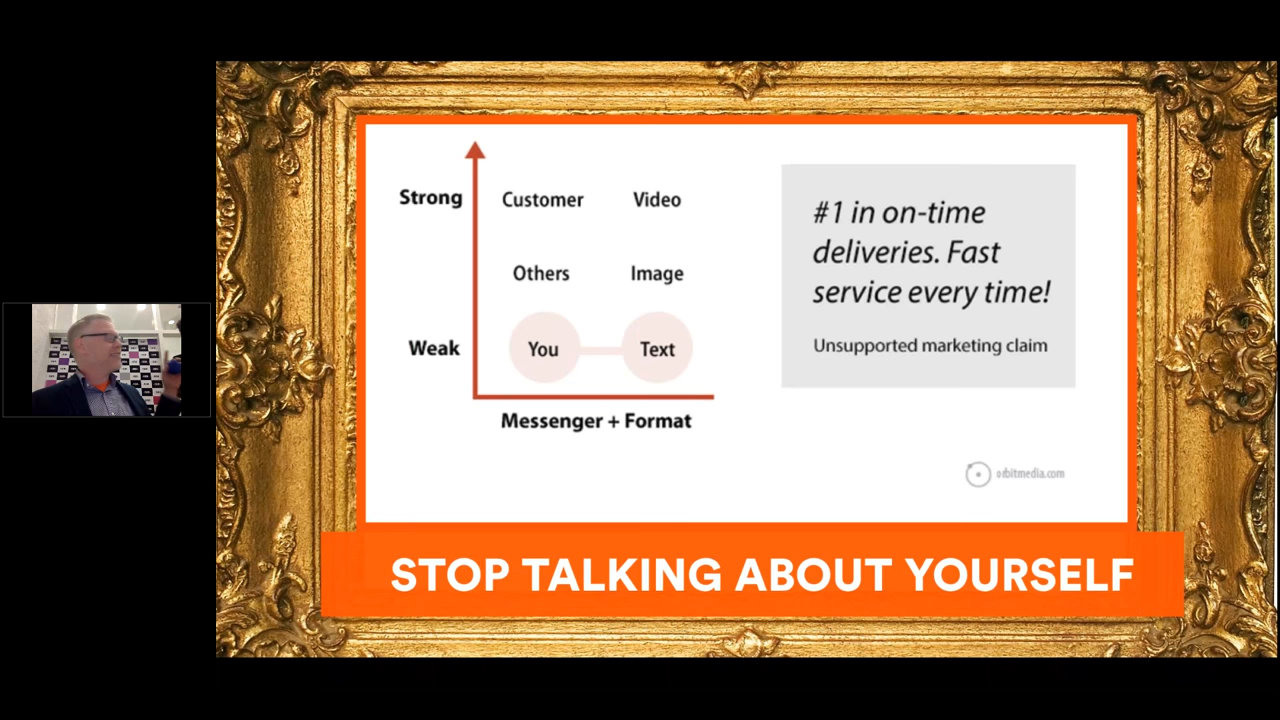 Strong
Customer
Video
Others
Image
Weak
You
Text
Messenger + Format
#1 in on-time
deliveries. Fast
service every time!
Unsupported marketing claim
orbitmedia.com
STOP TALKING ABOUT YOURSELF